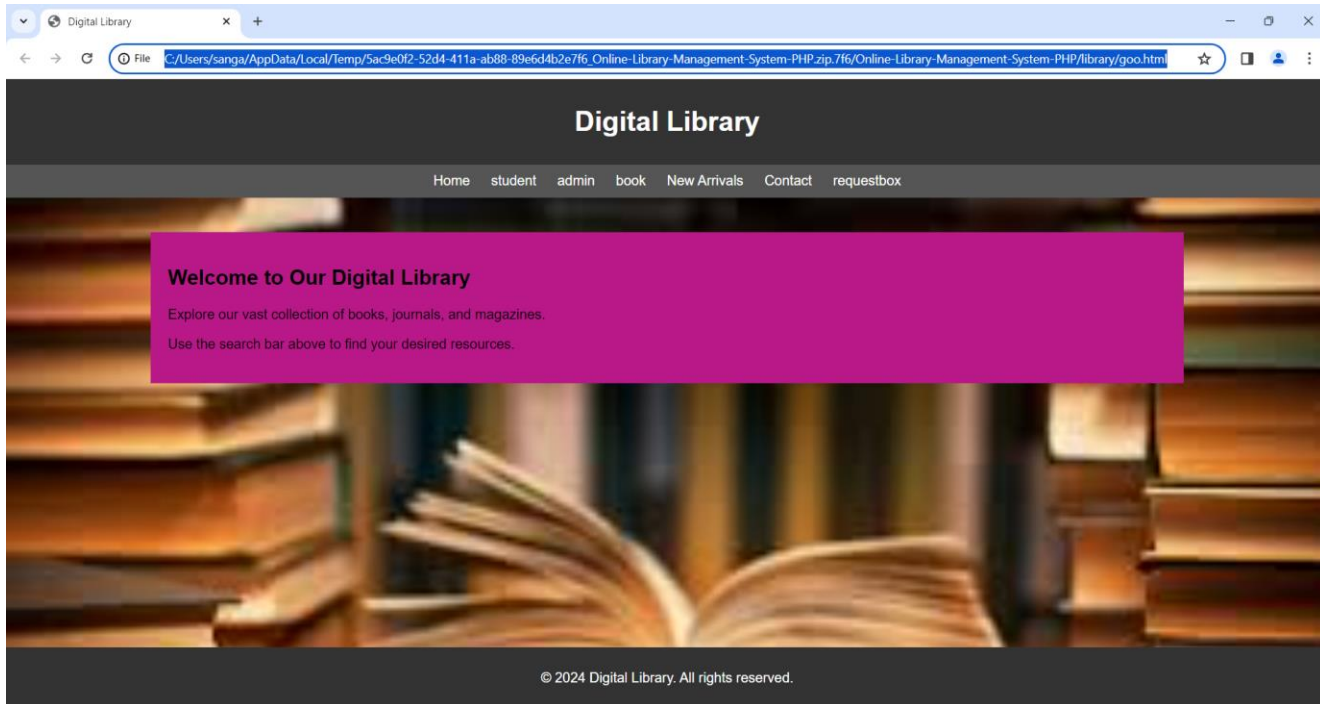 Digital Library
File C:/Users/sanga/AppData/Local/Temp/5ac9e0f2-52d4-411a-ab88-89e6d4b2e7f6_Online-Library-Management-System-PHP.zip.7f6/Online-Library-Management-System-PHP/library/goo.html
Digital Library
Home student admin book New Arrivals Contact requestbox
Welcome to Our Digital Library
Explore our vast collection of books, journals, and magazines.
Use the search bar above to find your desired resources.
© 2024 Digital Library. All rights reserved.